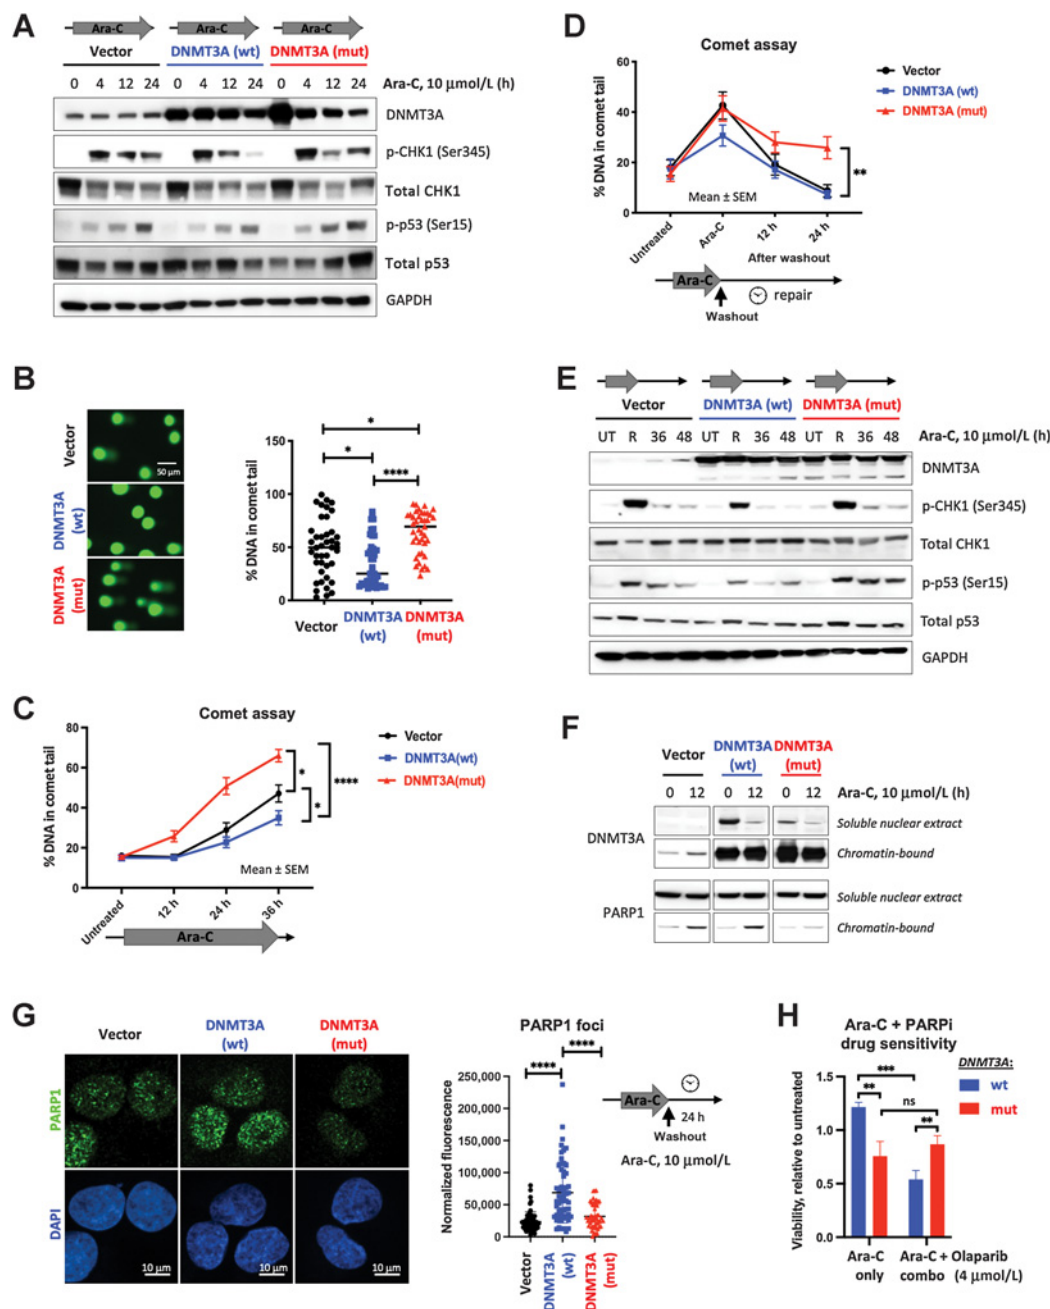 A
Ara-C Ara-C Ara-C
Vector DNMT3A (wt) DNMT3A (mut)
0 4 12 24 0 4 12 24 0 4 12 24 Ara-C, 10 μmol/L (h)
DNMT3A
p-CHK1 (Ser345)
Total CHK1
p-p53 (Ser15)
Total p53
GAPDH
B
Vector
DNMT3A (wt)
DNMT3A (mut)
50 μm
% DNA in comet tail
150
100
50
0
* * ****
Vector DNMT3A (wt) DNMT3A (mut)
C
Comet assay
% DNA in comet tail
80
60
40
20
0
Vector
DNMT3A(wt)
DNMT3A(mut)
* * ****
Mean ± SEM
Untreated 12 h 24 h 36 h
Ara-C
D
Comet assay
% DNA in comet tail
60
40
20
0
Vector
DNMT3A (wt)
DNMT3A (mut)
**
Mean ± SEM
Untreated Ara-C 12 h 24 h
After washout
Ara-C repair
Washout
E
Vector DNMT3A (wt) DNMT3A (mut)
UT R 36 48 UT R 36 48 UT R 36 48 Ara-C, 10 μmol/L (h)
DNMT3A
p-CHK1 (Ser345)
Total CHK1
p-p53 (Ser15)
Total p53
GAPDH
F
Vector DNMT3A (wt) DNMT3A (mut)
0 12 0 12 0 12 Ara-C, 10 μmol/L (h)
DNMT3A
Soluble nuclear extract
Chromatin-bound
PARP1
Soluble nuclear extract
Chromatin-bound
G
Vector DNMT3A (wt) DNMT3A (mut)
PARP1
DAPI
10 μm 10 μm 10 μm
PARP1 foci
Normalized fluorescence
250,000
200,000
150,000
100,000
50,000
0
**** ****
Vector DNMT3A (wt) DNMT3A (mut)
Ara-C 24 h
Washout
Ara-C, 10 μmol/L
H
Ara-C + PARPi
drug sensitivity
DNMT3A:
wt
mut
Viability, relative to untreated
1.5
1.0
0.5
0.0
***
**
ns
**
Ara-C only
Ara-C + Olaparib combo (4 μmol/L)